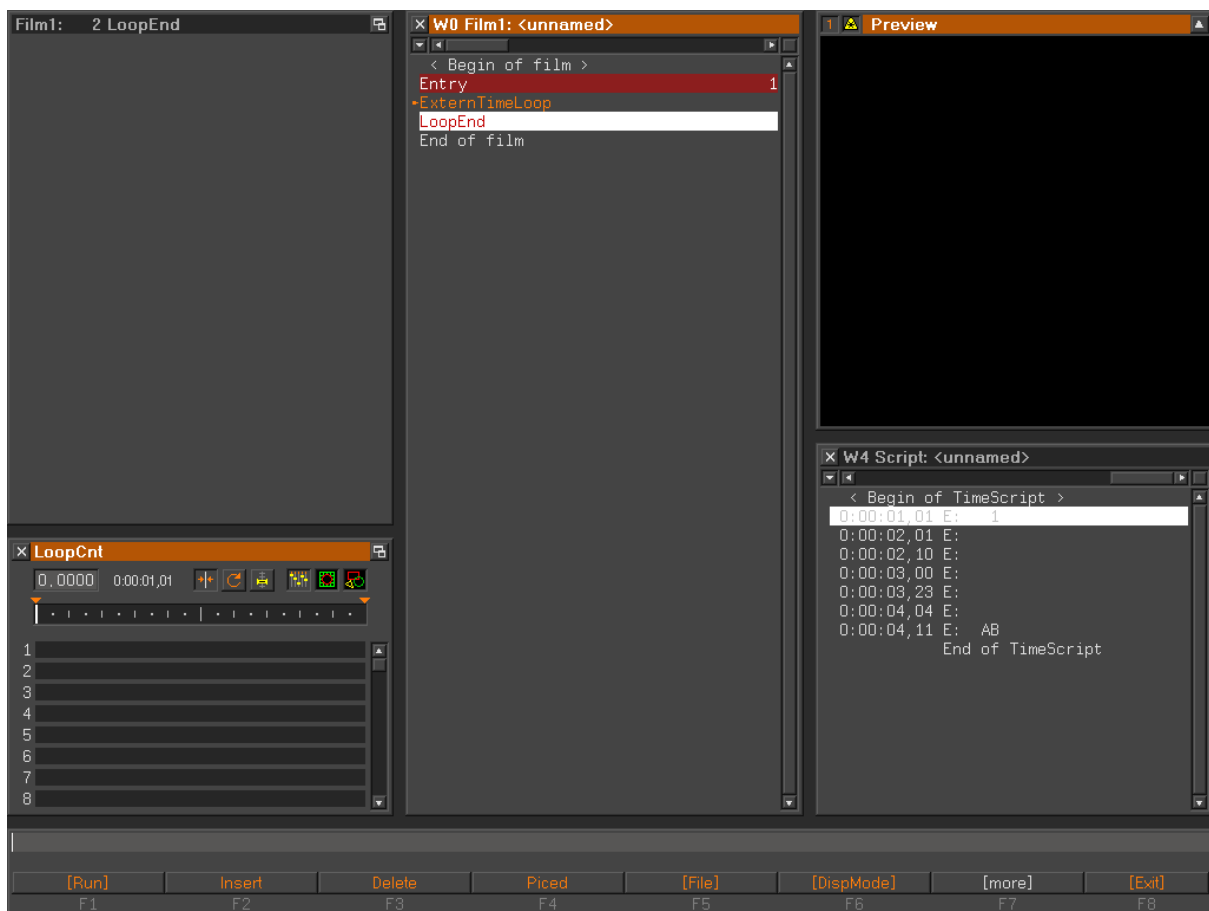 Film1: 2 LoopEnd
W0 Film1: <unnamed>
< Begin of film >
Entry 1
ExternTimeLoop
LoopEnd
End of film
1 Preview
W4 Script: <unnamed>
< Begin of TimeScript >
0:00:01,01 E: 1
0:00:02,01 E:
0:00:02,10 E:
0:00:03,00 E:
0:00:03,23 E:
0:00:04,04 E:
0:00:04,11 E: AB
End of TimeScript
LoopCnt
0,0000 0:00:01,01
1
2
3
4
5
6
7
8
[Run] Insert Delete Piced [File] [DispMode] [more] [Exit]
F1 F2 F3 F4 F5 F6 F7 F8